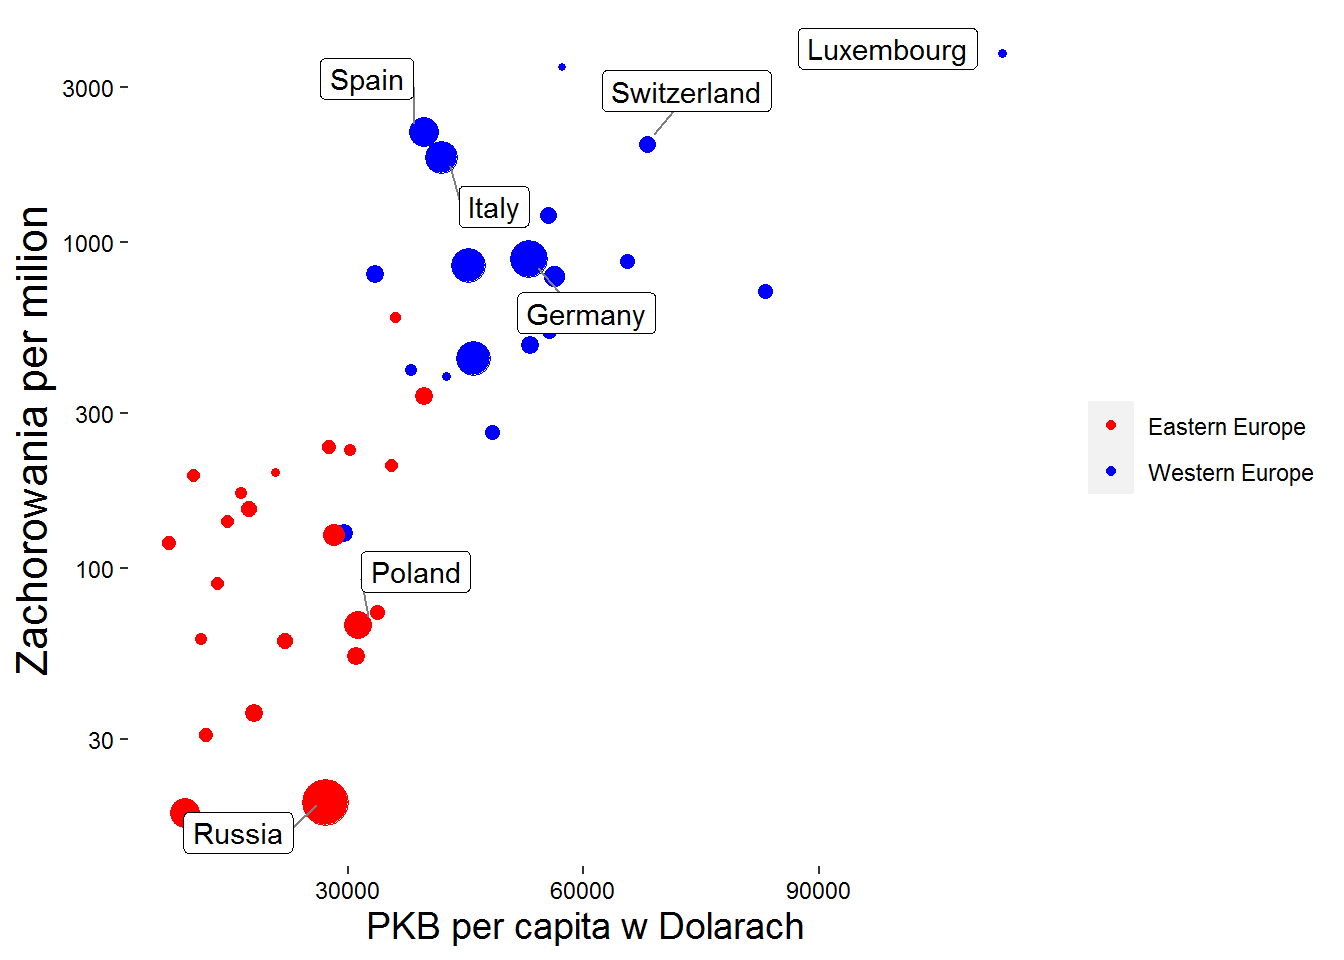 Luxembourg
Spain
Switzerland
3000
Italy
Zachorowania per milion
1000
Germany
300
Eastern Europe
Western Europe
100
Poland
30
Russia
30000
60000
90000
PKB per capita w Dolarach